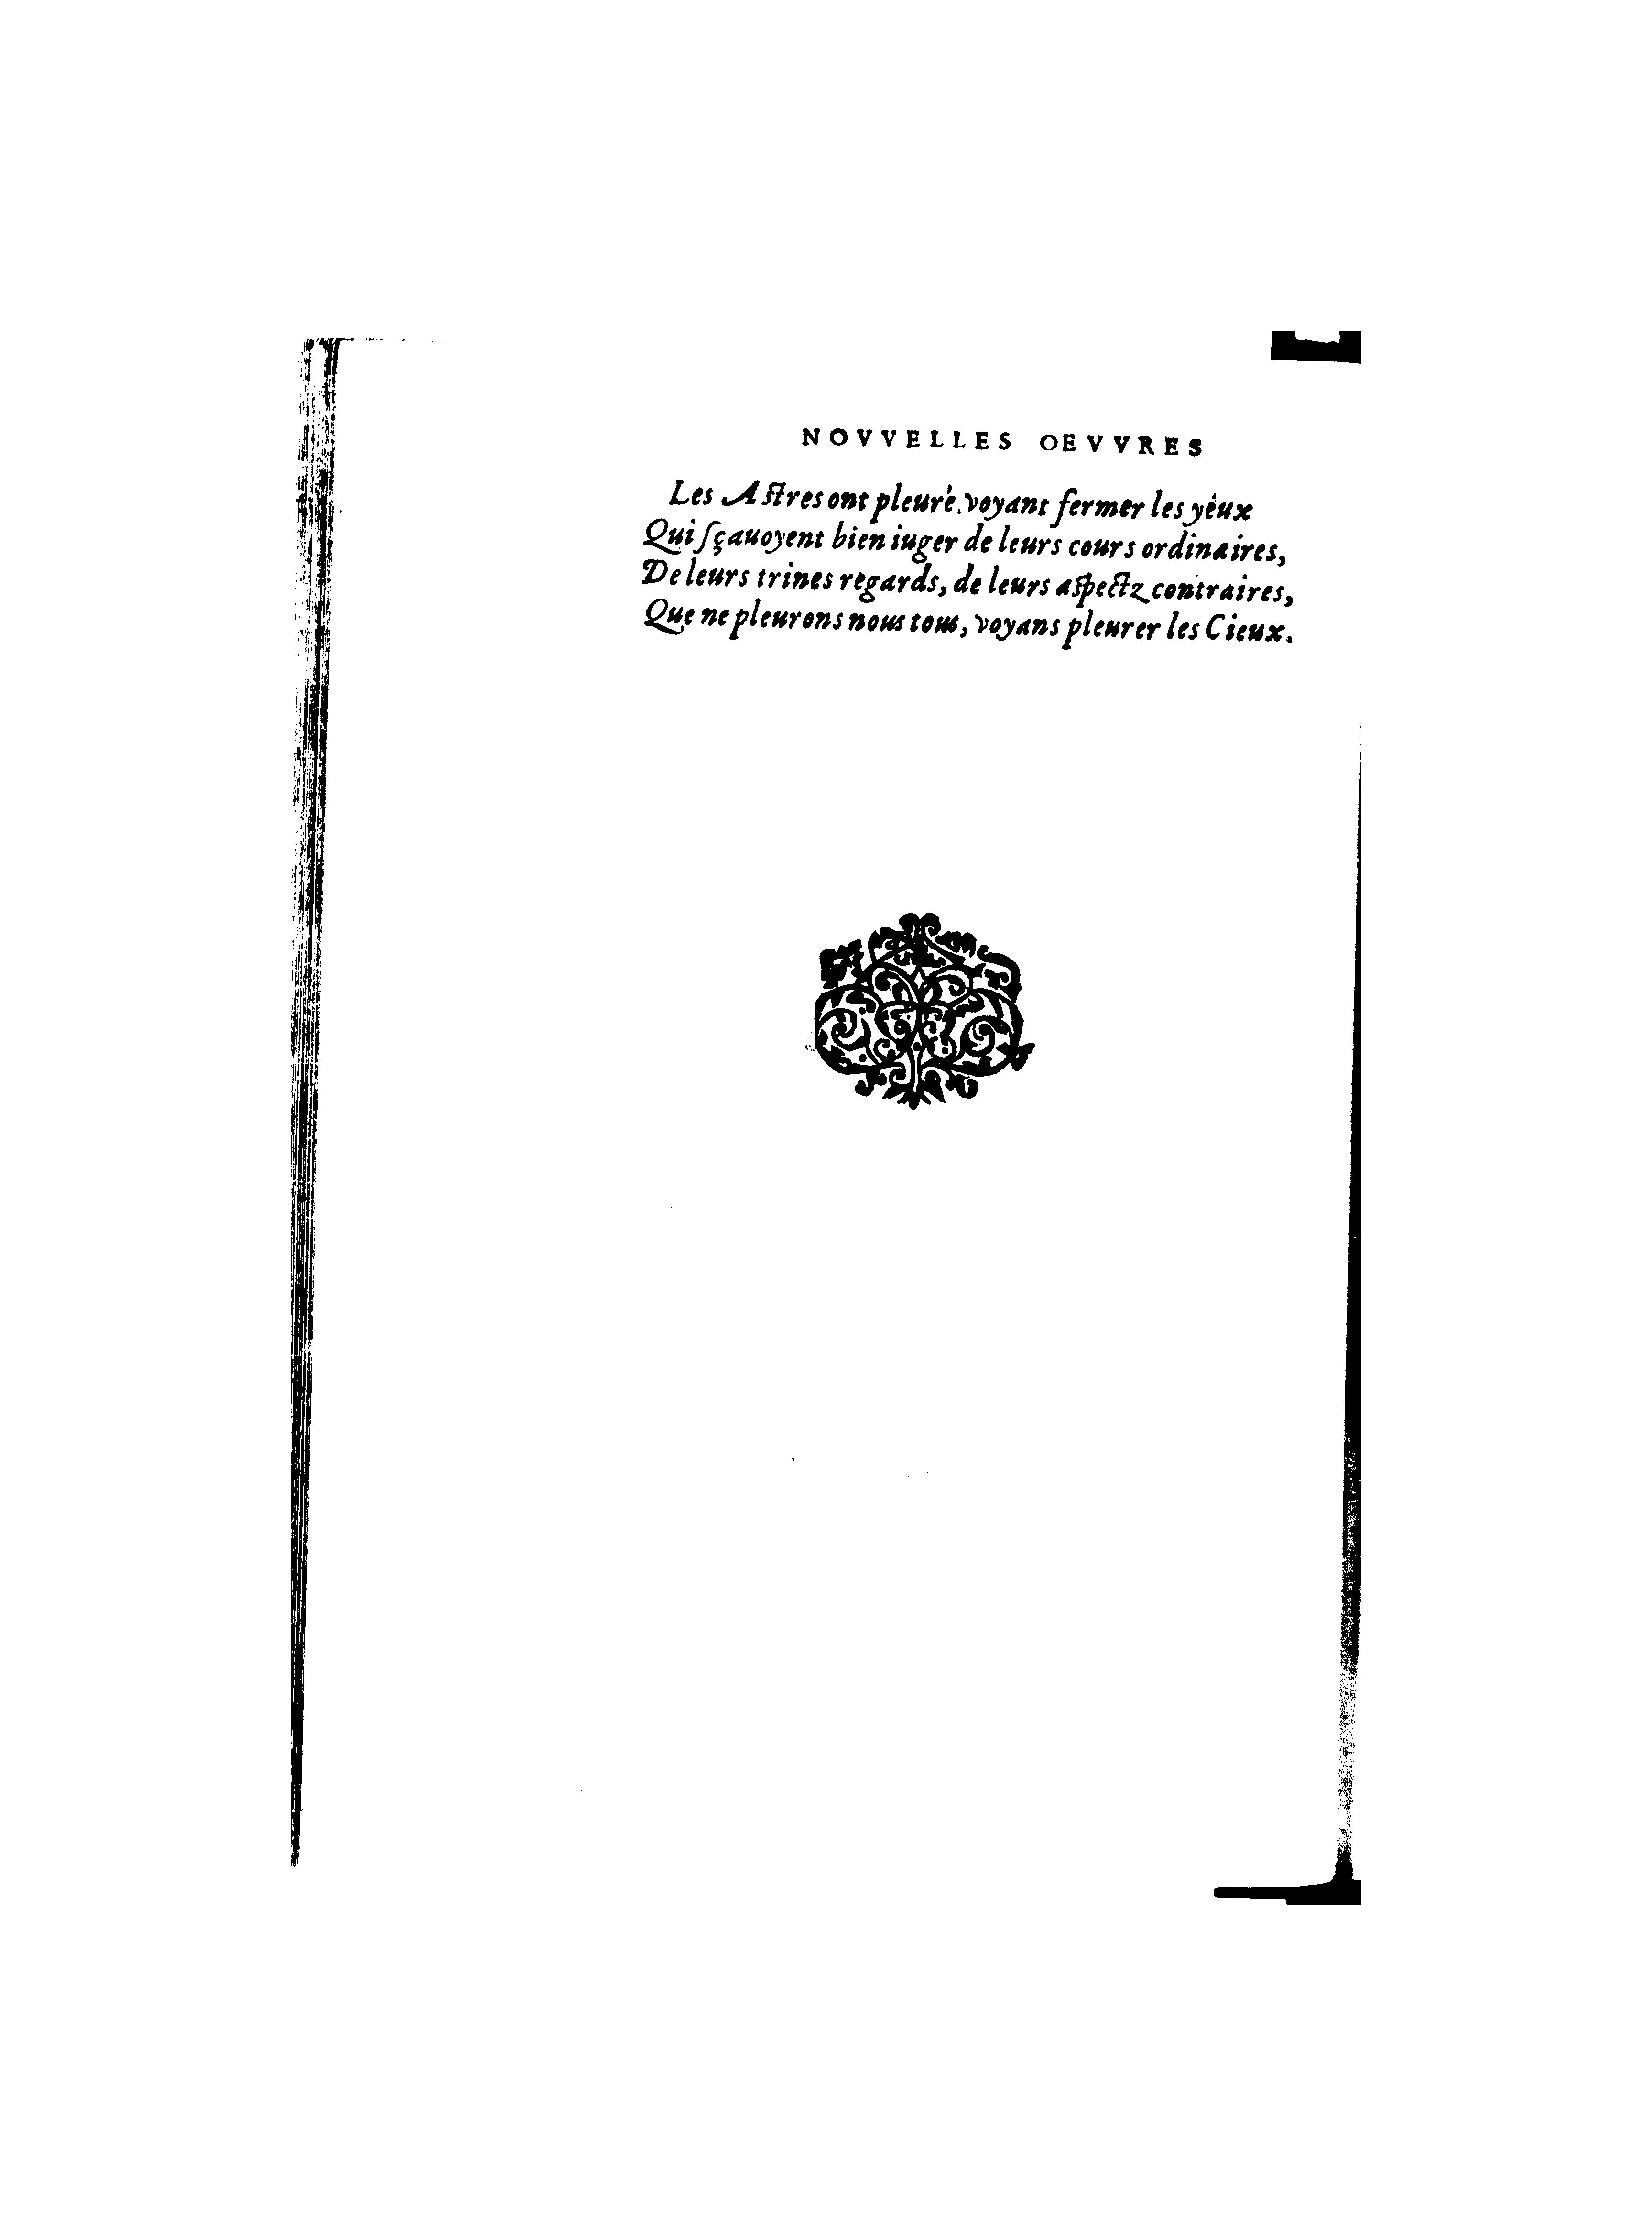 NOVVELLES OEVVRES
Les Astres ont pleuré, voyant fermer les yeux
Qui ſçauoyent bien iuger de leurs cours ordinaires,
De leurs trines regards, de leurs aſpectz contraires,
Que ne pleurons nous tous, voyans pleurer les Cieux.